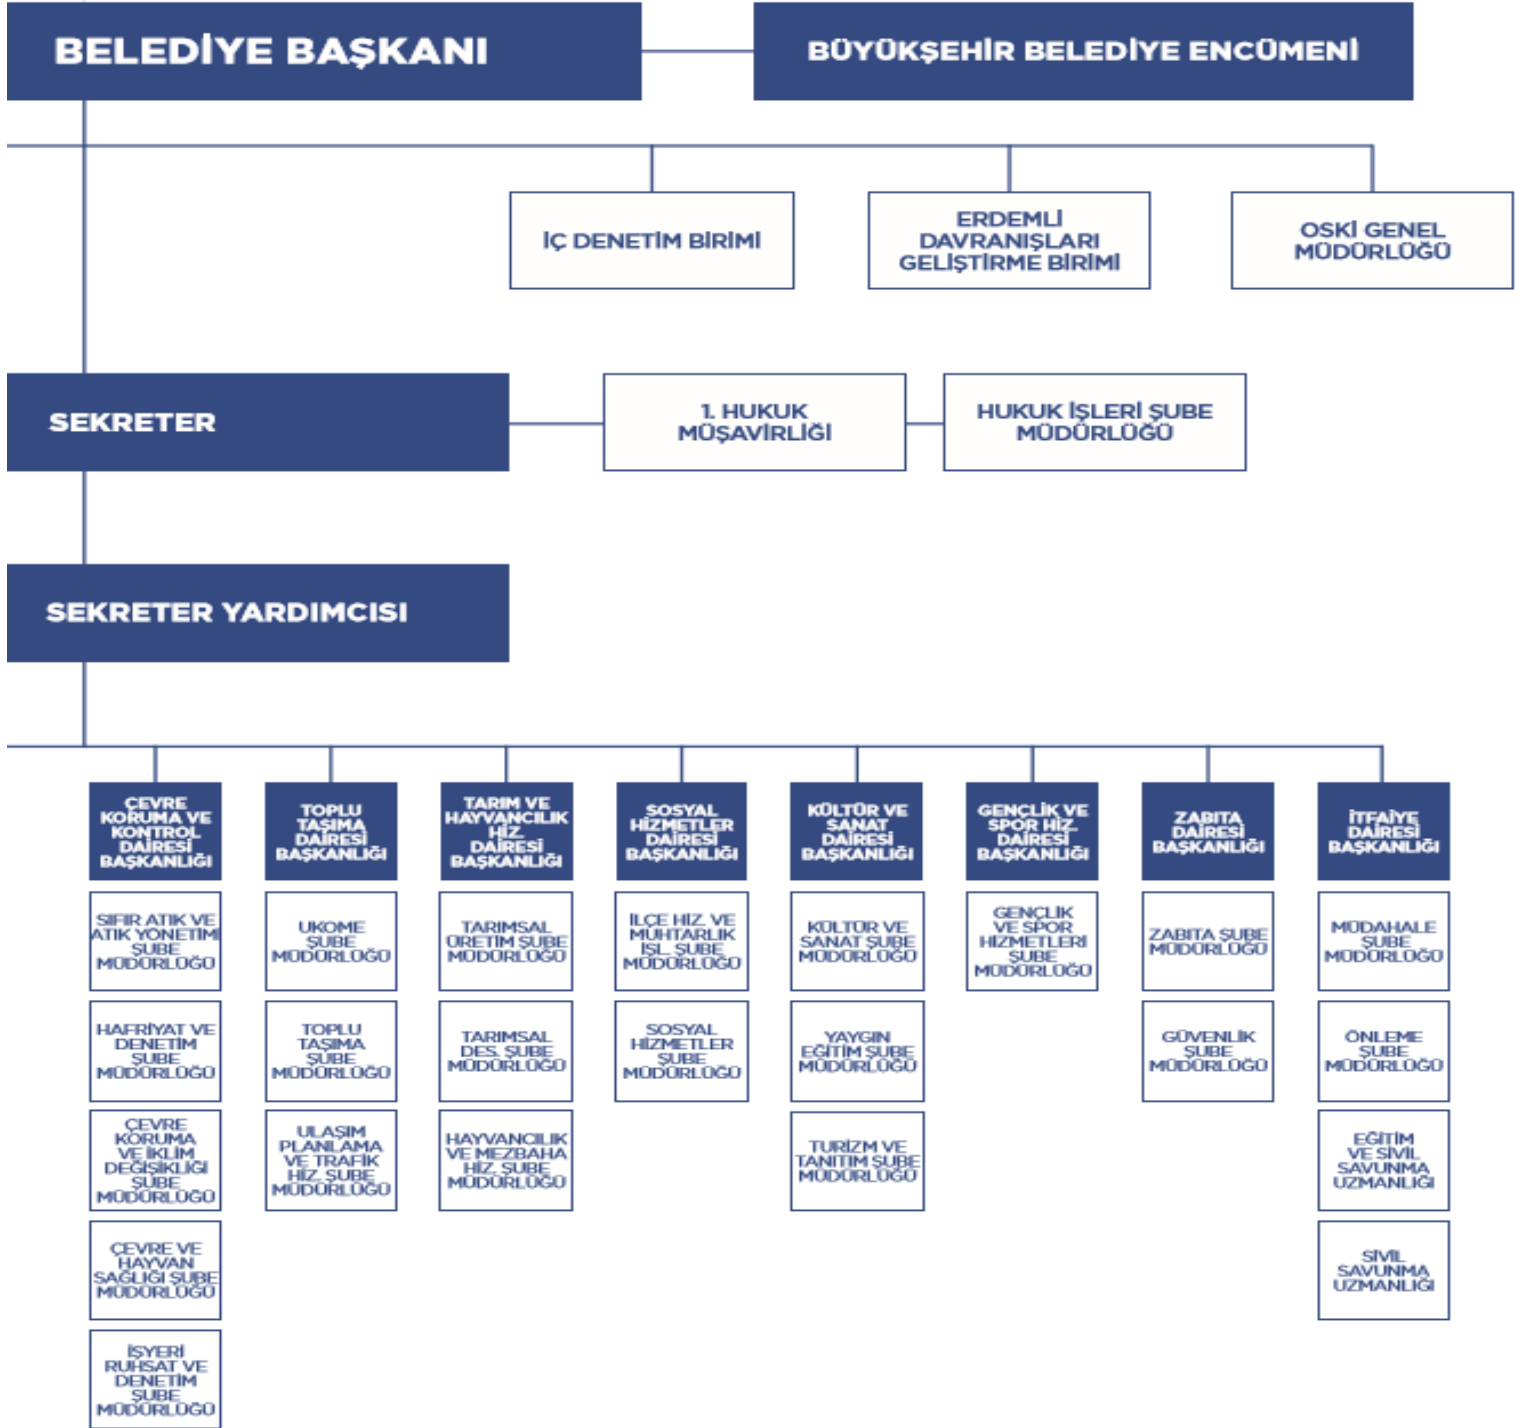 BELEDİYE BAŞKANI
BÜYÜKŞEHİR BELEDİYE ENCÜMENİ
İÇ DENETİM BİRİMİ
ERDEMLİ
DAVRANIŞLARI
GELİŞTİRME BİRİMİ
OSKİ GENEL
MÜDÜRLÜĞÜ
SEKRETER
1. HUKUK
MÜŞAVİRLİĞİ
HUKUK İŞLERİ ŞUBE
MÜDÜRLÜĞÜ
SEKRETER YARDIMCISI
ÇEVRE
KORUMA VE
KONTROL
DAİRESİ
BAŞKANLIĞI
TOPLU
TAŞIMA
DAİRESİ
BAŞKANLIĞI
TARIM VE
HAYVANCILIK
HİZ.
DAİRESİ
BAŞKANLIĞI
SOSYAL
HİZMETLER
DAİRESİ
BAŞKANLIĞI
KÜLTÜR VE
SANAT
DAİRESİ
BAŞKANLIĞI
GENÇLİK VE
SPOR HİZ.
DAİRESİ
BAŞKANLIĞI
ZABITA
DAİRESİ
BAŞKANLIĞI
İTFAİYE
DAİRESİ
BAŞKANLIĞI
SIFIR ATIK VE
ATIK YÖNETİMİ
ŞUBE
MÜDÜRLÜĞÜ
UKOME
ŞUBE
MÜDÜRLÜĞÜ
TARIMSAL
ÜRETİM ŞUBE
MÜDÜRLÜĞÜ
İLÇE HİZ. VE
MUHTARLIK
İŞL. ŞUBE
MÜDÜRLÜĞÜ
KÜLTÜR VE
SANAT ŞUBE
MÜDÜRLÜĞÜ
GENÇLİK
VE SPOR
HİZMETLERİ
ŞUBE
MÜDÜRLÜĞÜ
ZABITA ŞUBE
MÜDÜRLÜĞÜ
MÜDAHALE
ŞUBE
MÜDÜRLÜĞÜ
HAFRİYAT VE
DENETİM
ŞUBE
MÜDÜRLÜĞÜ
TOPLU
TAŞIMA
ŞUBE
MÜDÜRLÜĞÜ
TARIMSAL
DES. ŞUBE
MÜDÜRLÜĞÜ
SOSYAL
HİZMETLER
ŞUBE
MÜDÜRLÜĞÜ
YAYGIN
EĞİTİM ŞUBE
MÜDÜRLÜĞÜ
GÜVENLİK
ŞUBE
MÜDÜRLÜĞÜ
ÖNLEME
ŞUBE
MÜDÜRLÜĞÜ
ÇEVRE
KORUMA
VE İKLİM
DEĞİŞİKLİĞİ
ŞUBE
MÜDÜRLÜĞÜ
ULAŞIM
PLANLAMA
VE TRAFİK
HİZ. ŞUBE
MÜDÜRLÜĞÜ
HAYVANCILIK
VE MEZBAHA
HİZ. ŞUBE
MÜDÜRLÜĞÜ
TURİZM VE
TANITIM ŞUBE
MÜDÜRLÜĞÜ
EĞİTİM
VE SİVİL
SAVUNMA
UZMANLIĞI
ÇEVRE VE
HAYVAN
SAĞLIĞI ŞUBE
MÜDÜRLÜĞÜ
SİVİL
SAVUNMA
UZMANLIĞI
İŞYERİ
RUHSAT VE
DENETİM
ŞUBE
MÜDÜRLÜĞÜ